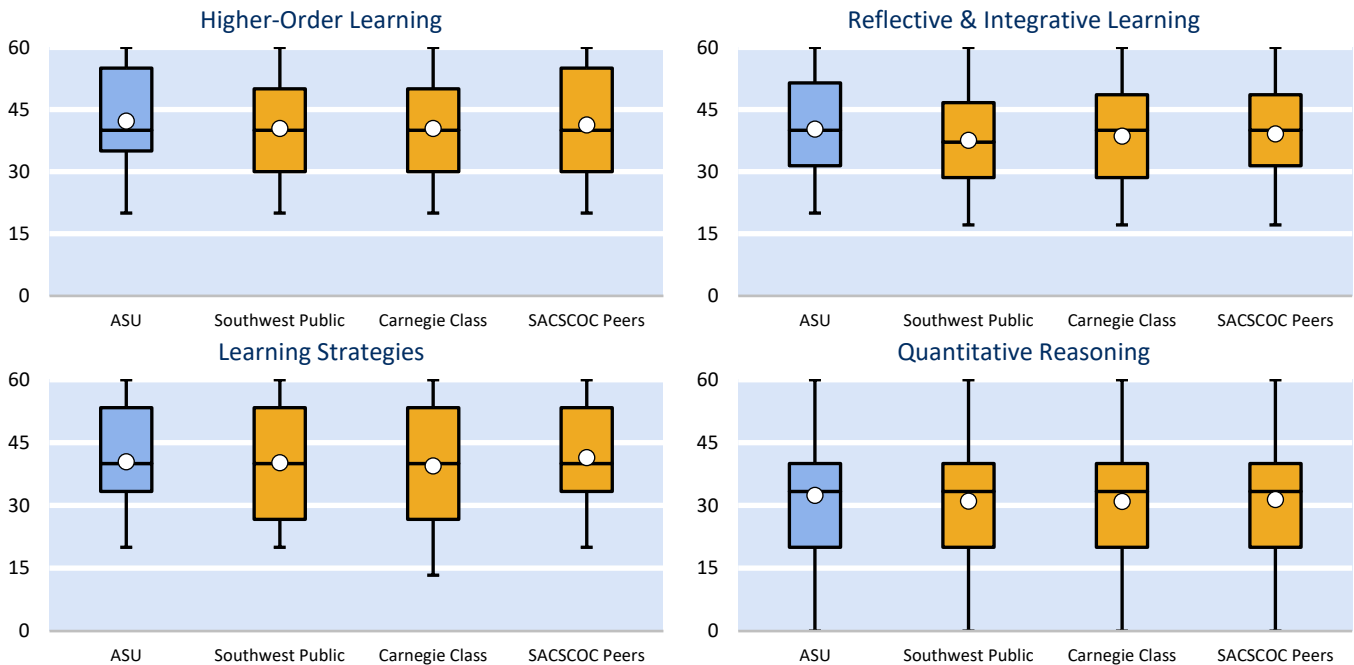 Higher-Order Learning
60
45
30
15
0
ASU Southwest Public Carnegie Class SACSCOC Peers
Reflective & Integrative Learning
60
45
30
15
0
ASU Southwest Public Carnegie Class SACSCOC Peers
Learning Strategies
60
45
30
15
0
ASU Southwest Public Carnegie Class SACSCOC Peers
Quantitative Reasoning
60
45
30
15
0
ASU Southwest Public Carnegie Class SACSCOC Peers